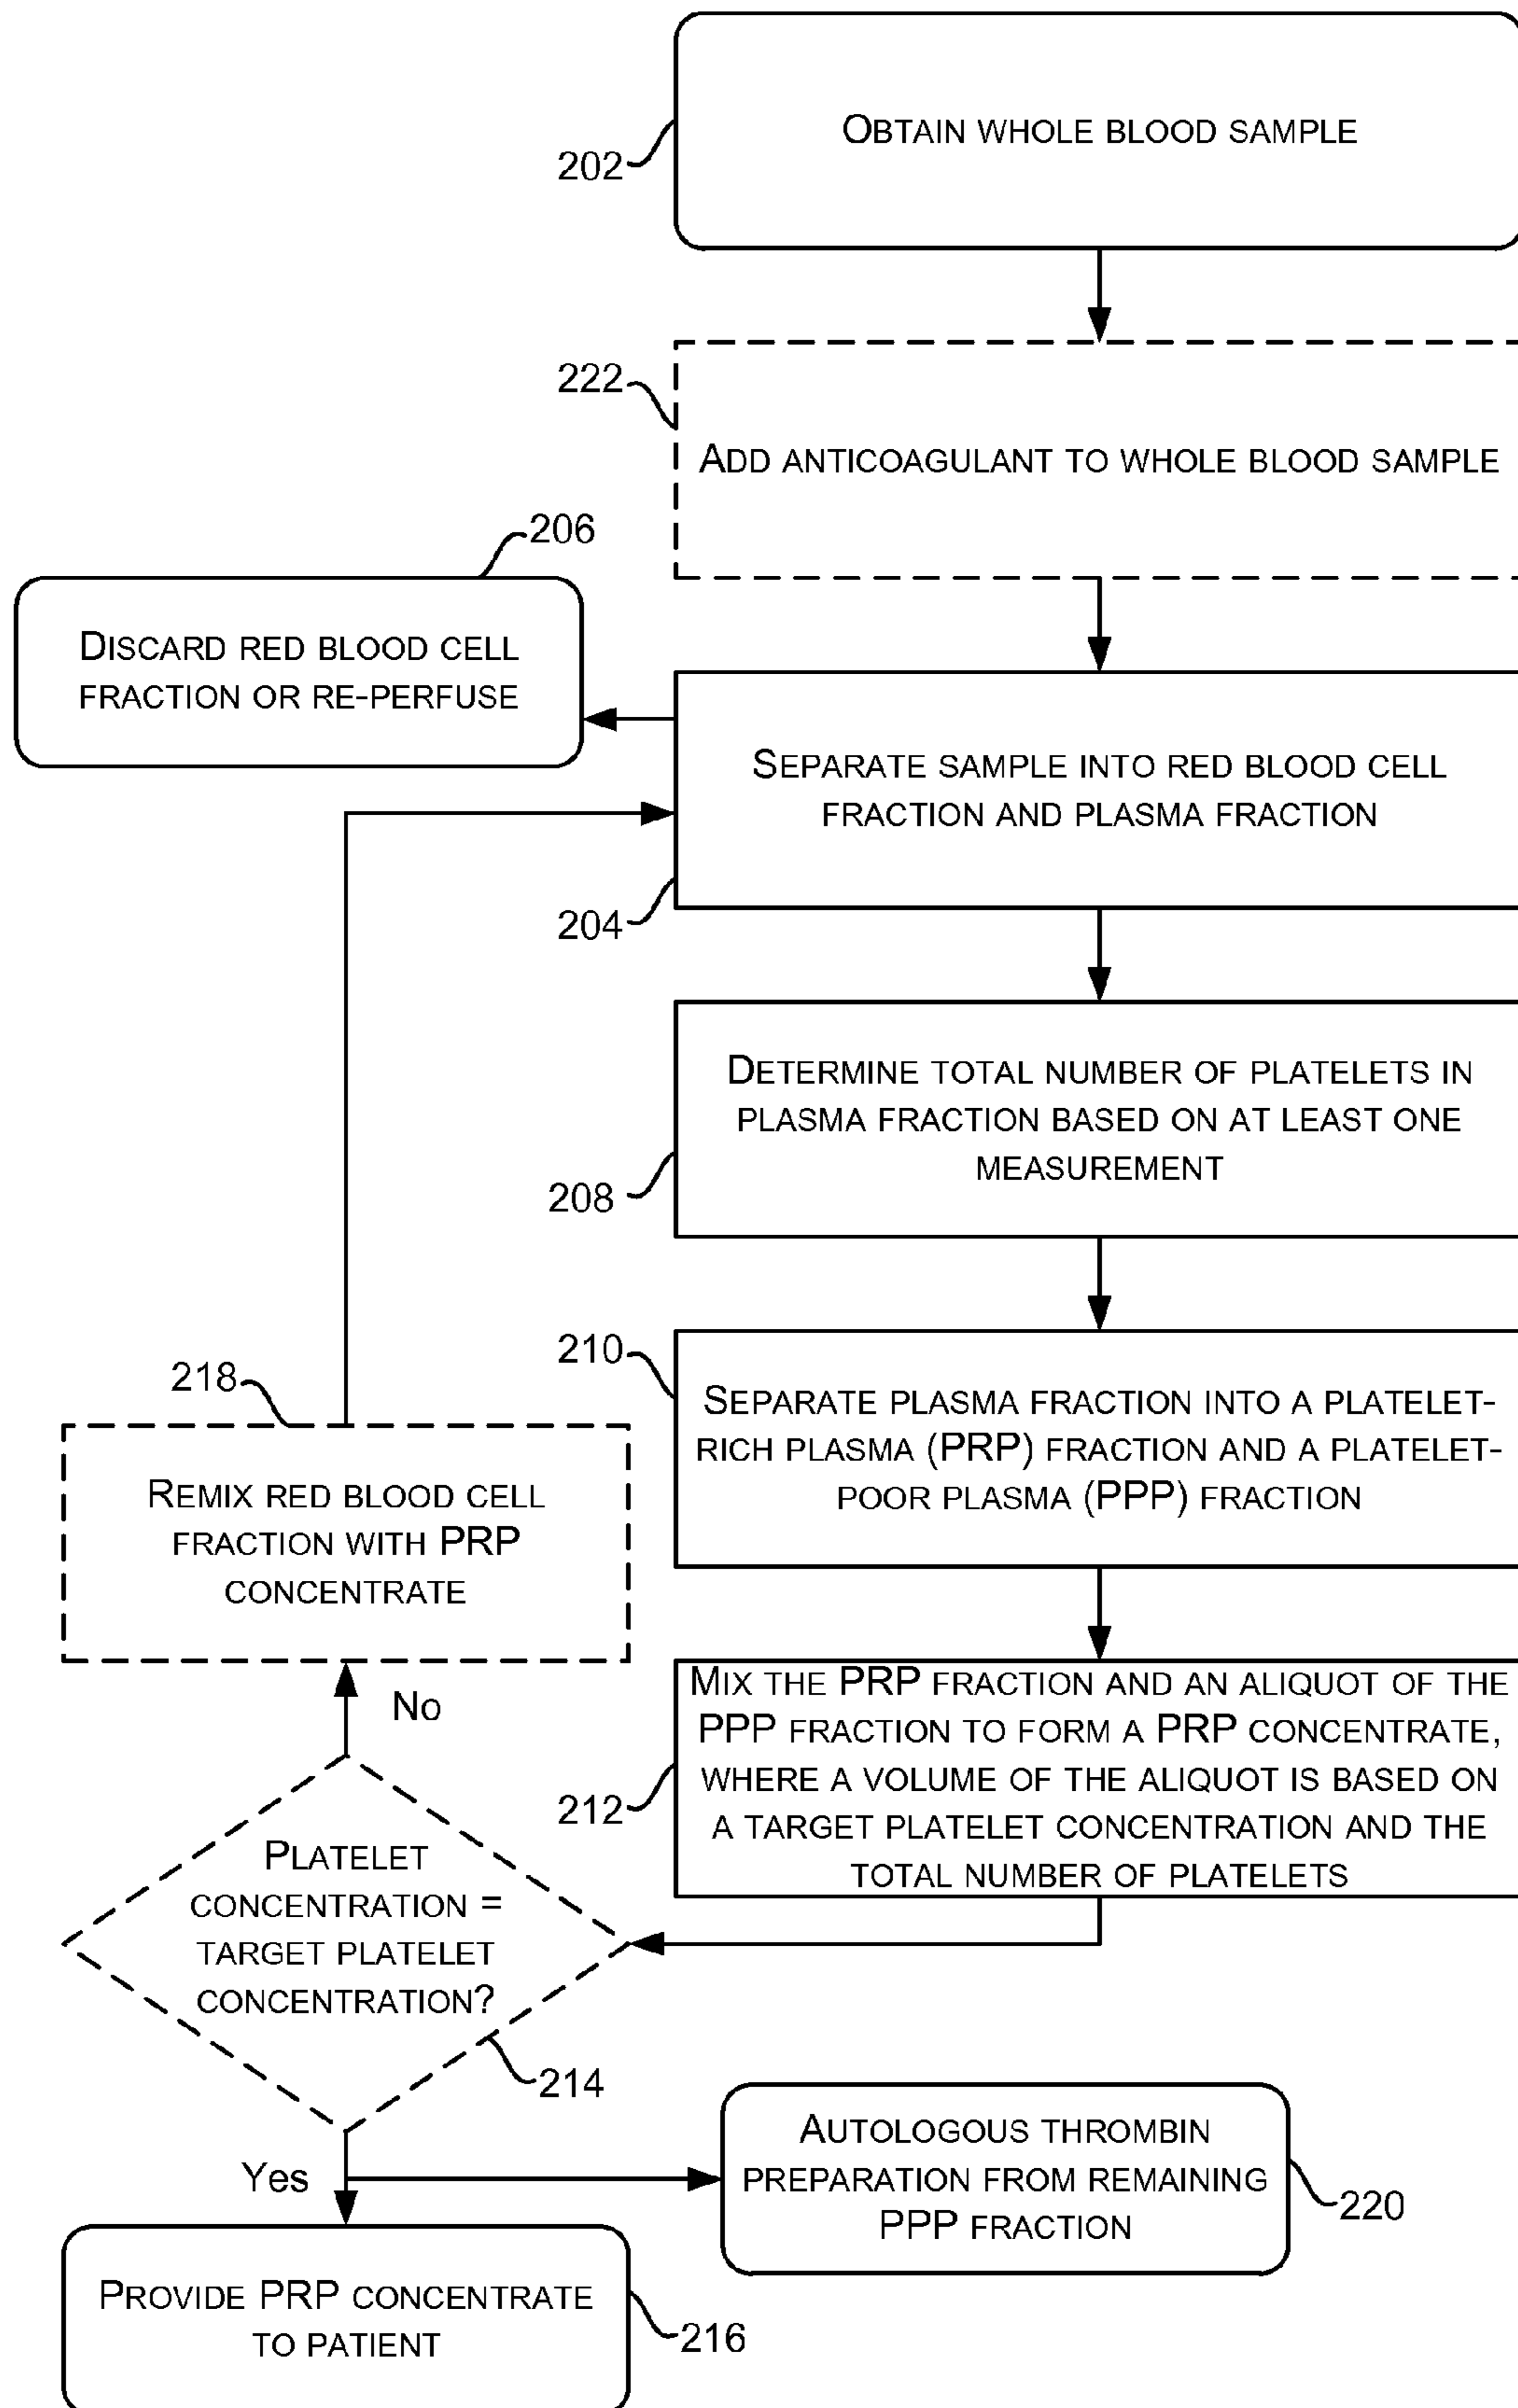 OBTAIN WHOLE BLOOD SAMPLE
202
222
ADD ANTICOAGULANT TO WHOLE BLOOD SAMPLE
206
DISCARD RED BLOOD CELL
FRACTION OR RE-PERFUSE
SEPARATE SAMPLE INTO RED BLOOD CELL
FRACTION AND PLASMA FRACTION
204
DETERMINE TOTAL NUMBER OF PLATELETS IN
PLASMA FRACTION BASED ON AT LEAST ONE
MEASUREMENT
208
210
SEPARATE PLASMA FRACTION INTO A PLATELET-
RICH PLASMA (PRP) FRACTION AND A PLATELET-
POOR PLASMA (PPP) FRACTION
218
REMIX RED BLOOD CELL
FRACTION WITH PRP
CONCENTRATE
No
MIX THE PRP FRACTION AND AN ALIQUOT OF THE
PPP FRACTION TO FORM A PRP CONCENTRATE,
WHERE A VOLUME OF THE ALIQUOT IS BASED ON
A TARGET PLATELET CONCENTRATION AND THE
TOTAL NUMBER OF PLATELETS
212
PLATELET
CONCENTRATION =
TARGET PLATELET
CONCENTRATION?
214
Yes
AUTOLOGOUS THROMBIN
PREPARATION FROM REMAINING
PPP FRACTION
220
PROVIDE PRP CONCENTRATE
TO PATIENT
216